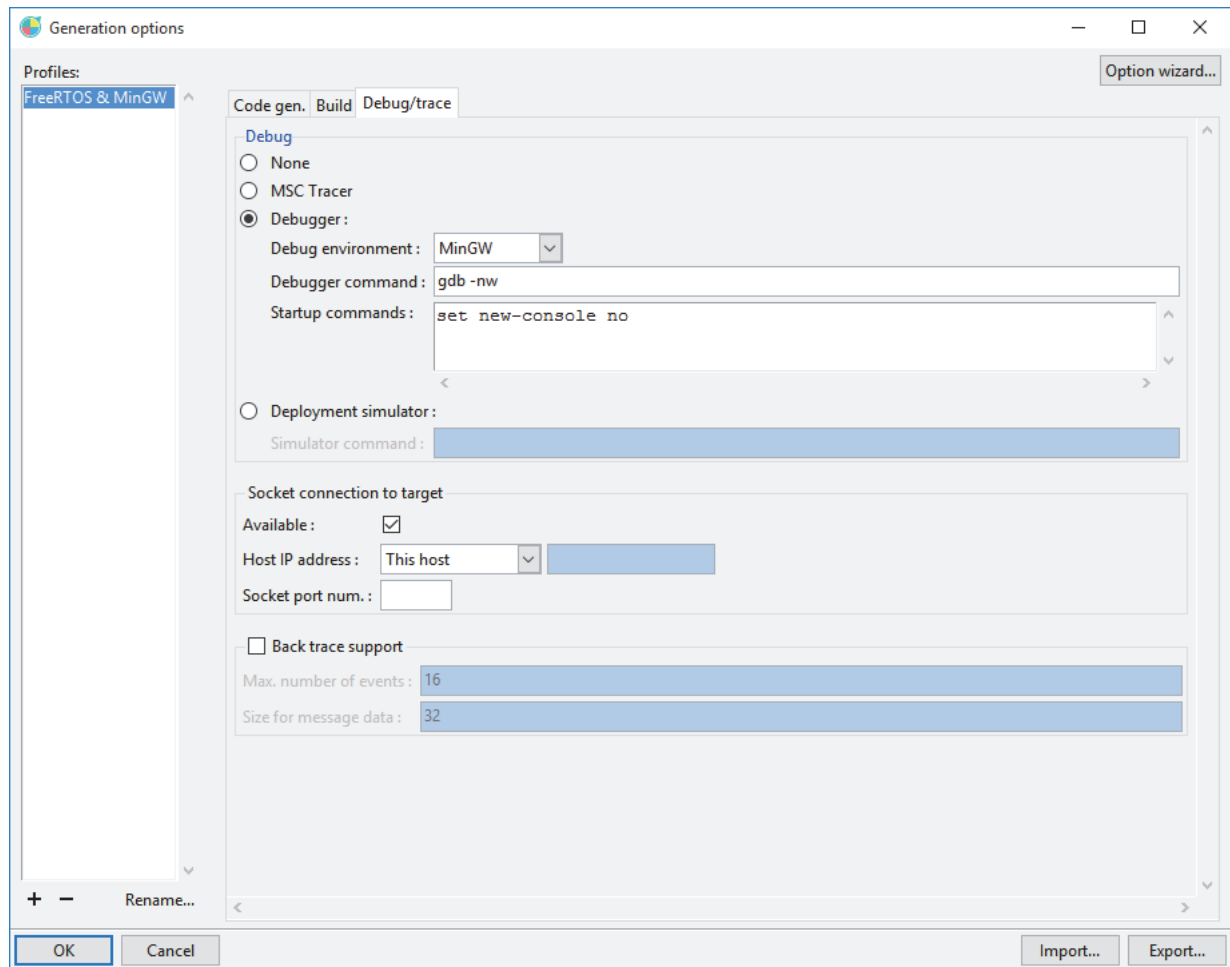 Generation options
Profiles:
Option wizard...
FreeRTOS & MinGW
Code gen. Build Debug/trace
Debug
None
MSC Tracer
Debugger :
Debug environment : MinGW
Debugger command : gdb -nw
Startup commands : set new-console no
Deployment simulator :
Simulator command :
Socket connection to target
Available :
Host IP address : This host
Socket port num. :
Back trace support
Max. number of events : 16
Size for message data : 32
+ − Rename...
OK Cancel Import... Export...